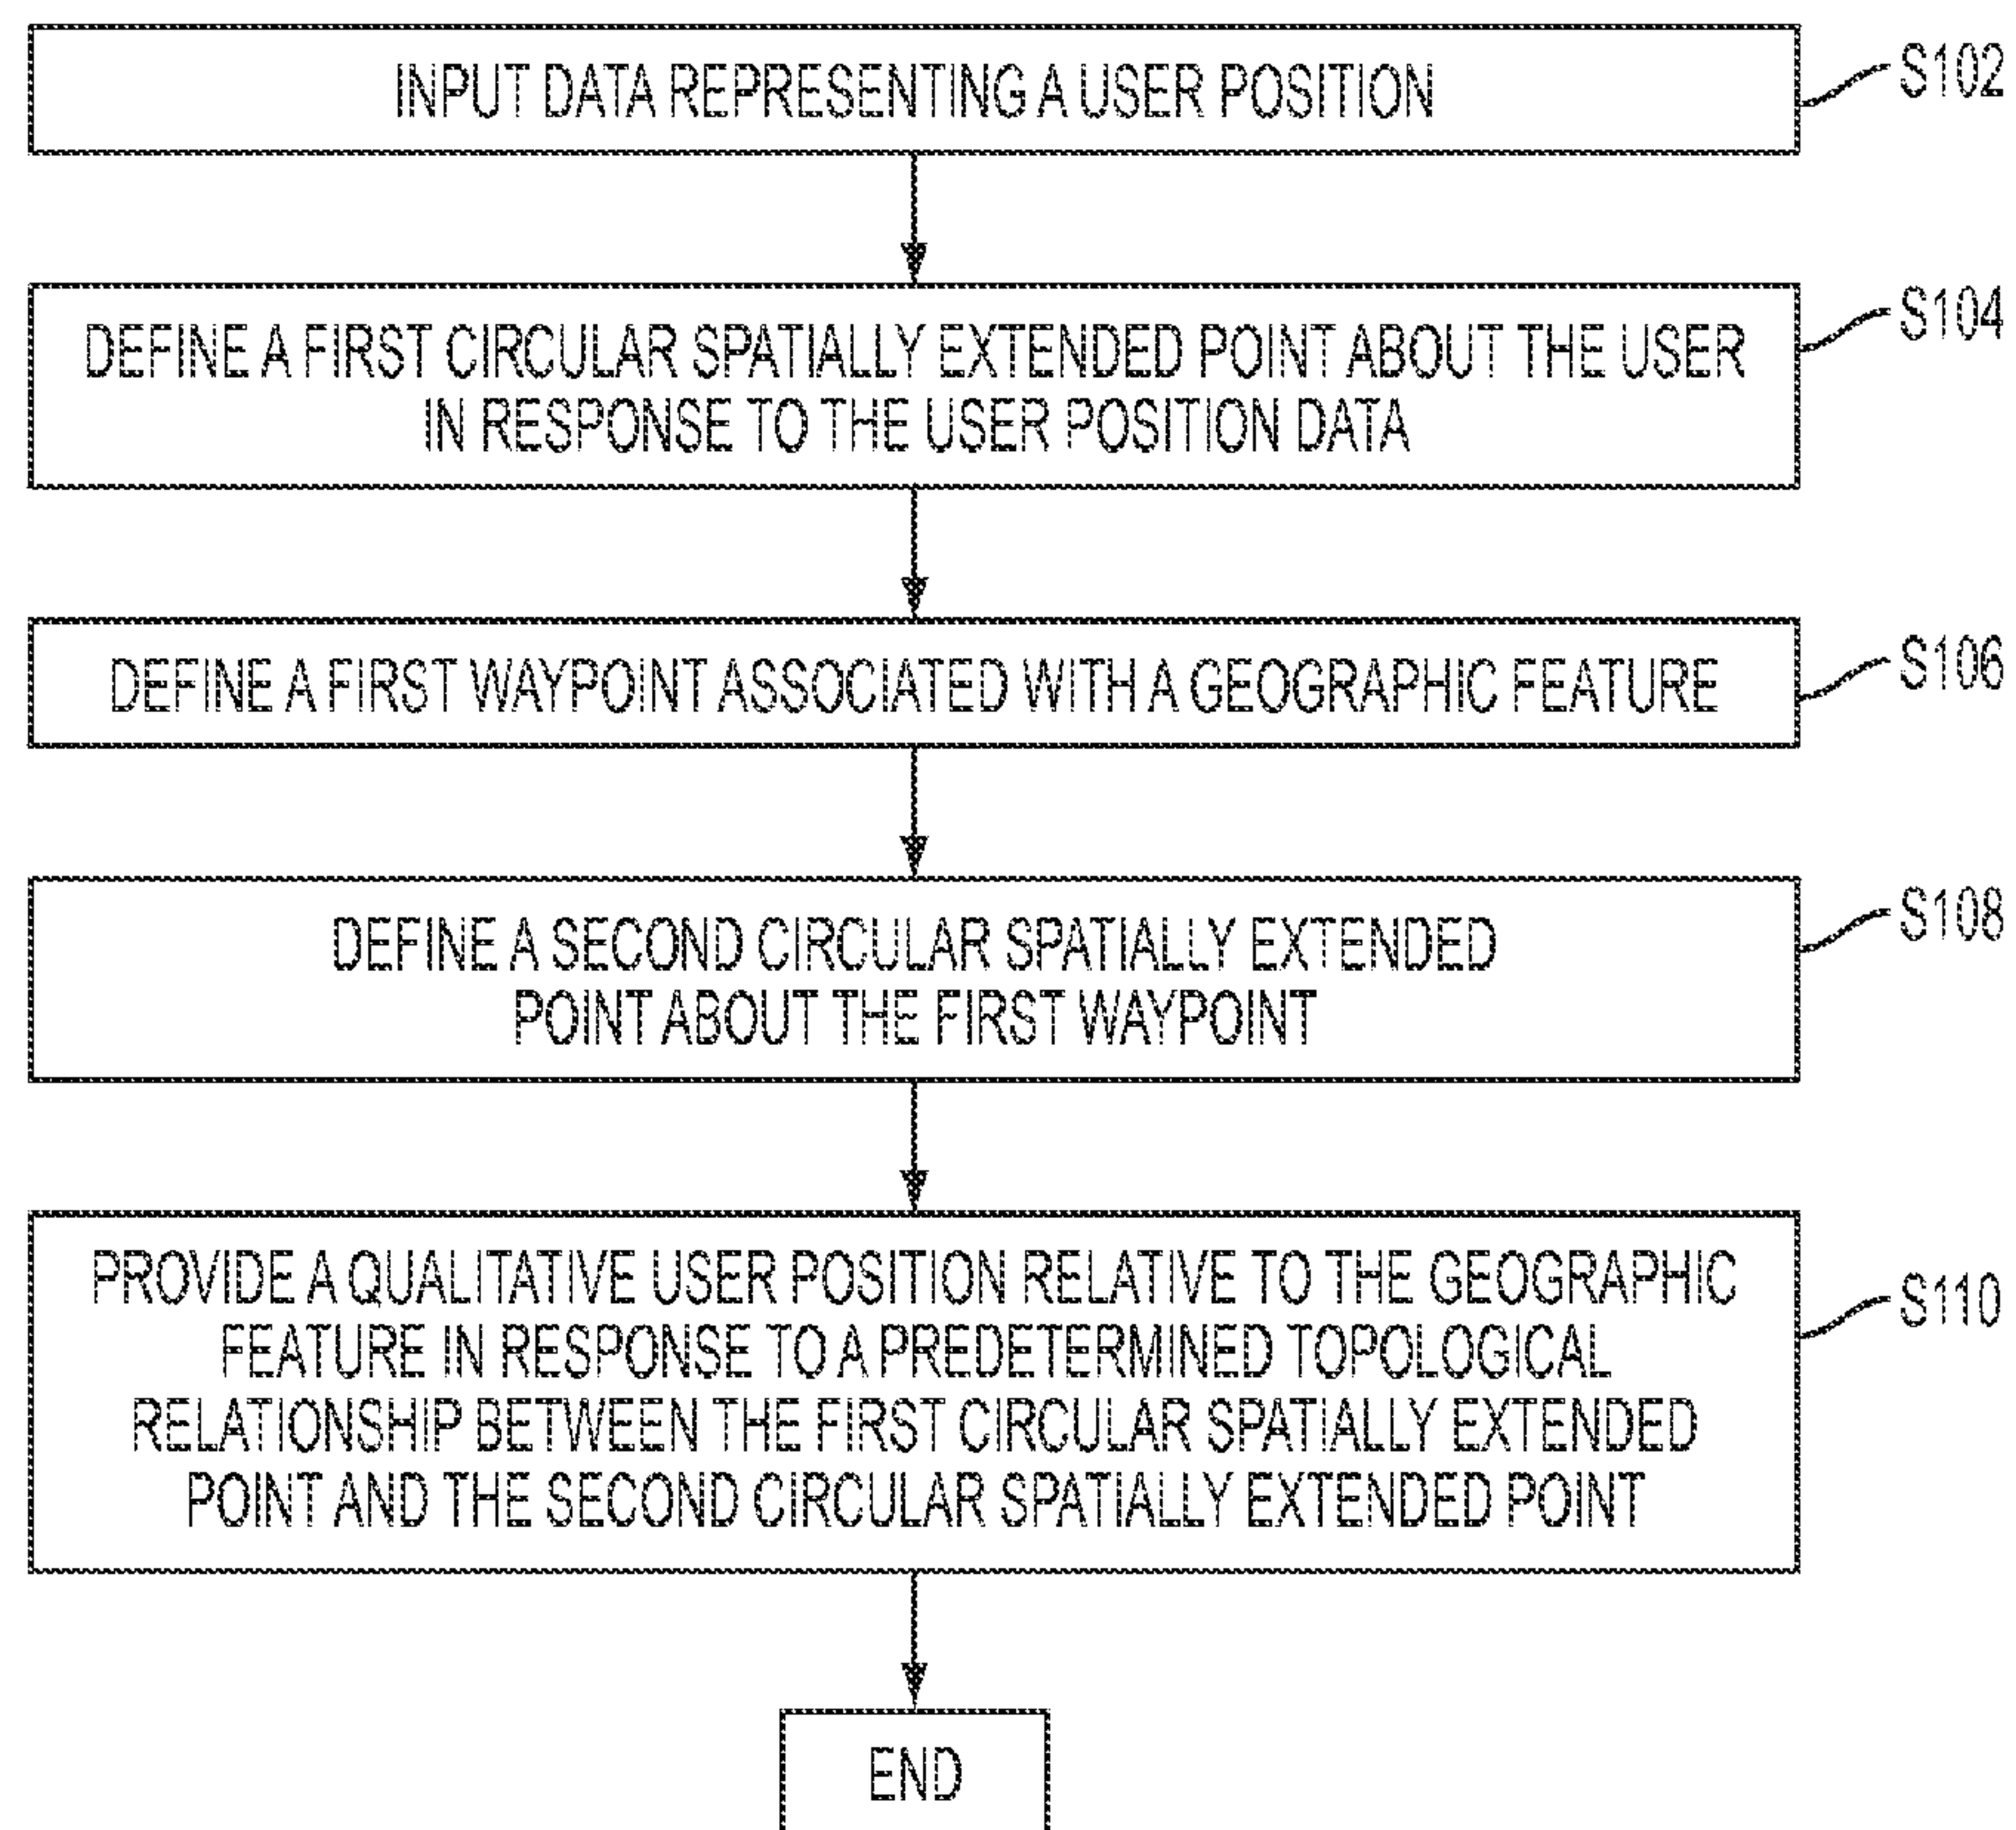 INPUT DATA REPRESENTING A USER POSITION
S102
DEFINE A FIRST CIRCULAR SPATIALLY EXTENDED POINT ABOUT THE USER
IN RESPONSE TO THE USER POSITION DATA
S104
DEFINE A FIRST WAYPOINT ASSOCIATED WITH A GEOGRAPHIC FEATURE
S106
DEFINE A SECOND CIRCULAR SPATIALLY EXTENDED
POINT ABOUT THE FIRST WAYPOINT
S108
PROVIDE A QUALITATIVE USER POSITION RELATIVE TO THE GEOGRAPHIC
FEATURE IN RESPONSE TO A PREDETERMINED TOPOLOGICAL
RELATIONSHIP BETWEEN THE FIRST CIRCULAR SPATIALLY EXTENDED
POINT AND THE SECOND CIRCULAR SPATIALLY EXTENDED POINT
S110
END